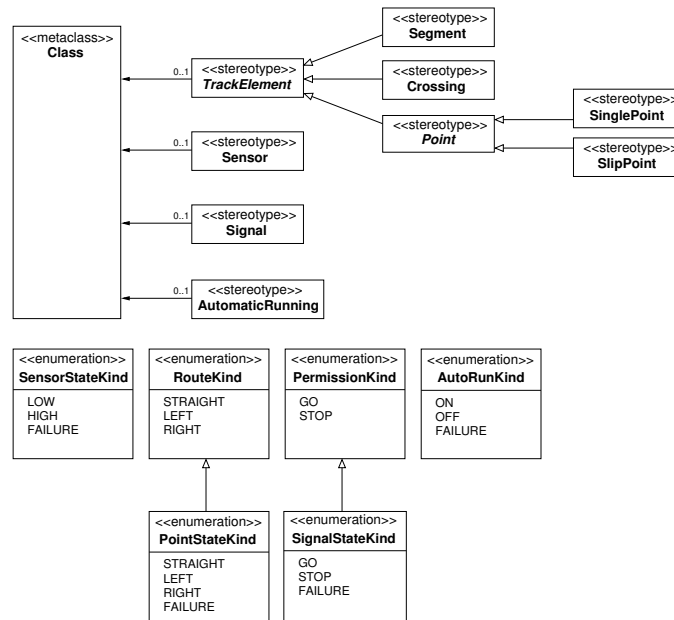 <<metaclass>>
Class
<<stereotype>>
Segment
0..1
<<stereotype>>
TrackElement
<<stereotype>>
Crossing
<<stereotype>>
Point
<<stereotype>>
SinglePoint
<<stereotype>>
SlipPoint
0..1
<<stereotype>>
Sensor
0..1
<<stereotype>>
Signal
0..1
<<stereotype>>
AutomaticRunning
<<enumeration>>
SensorStateKind
LOW
HIGH
FAILURE
<<enumeration>>
RouteKind
STRAIGHT
LEFT
RIGHT
<<enumeration>>
PermissionKind
GO
STOP
<<enumeration>>
AutoRunKind
ON
OFF
FAILURE
<<enumeration>>
PointStateKind
STRAIGHT
LEFT
RIGHT
FAILURE
<<enumeration>>
SignalStateKind
GO
STOP
FAILURE